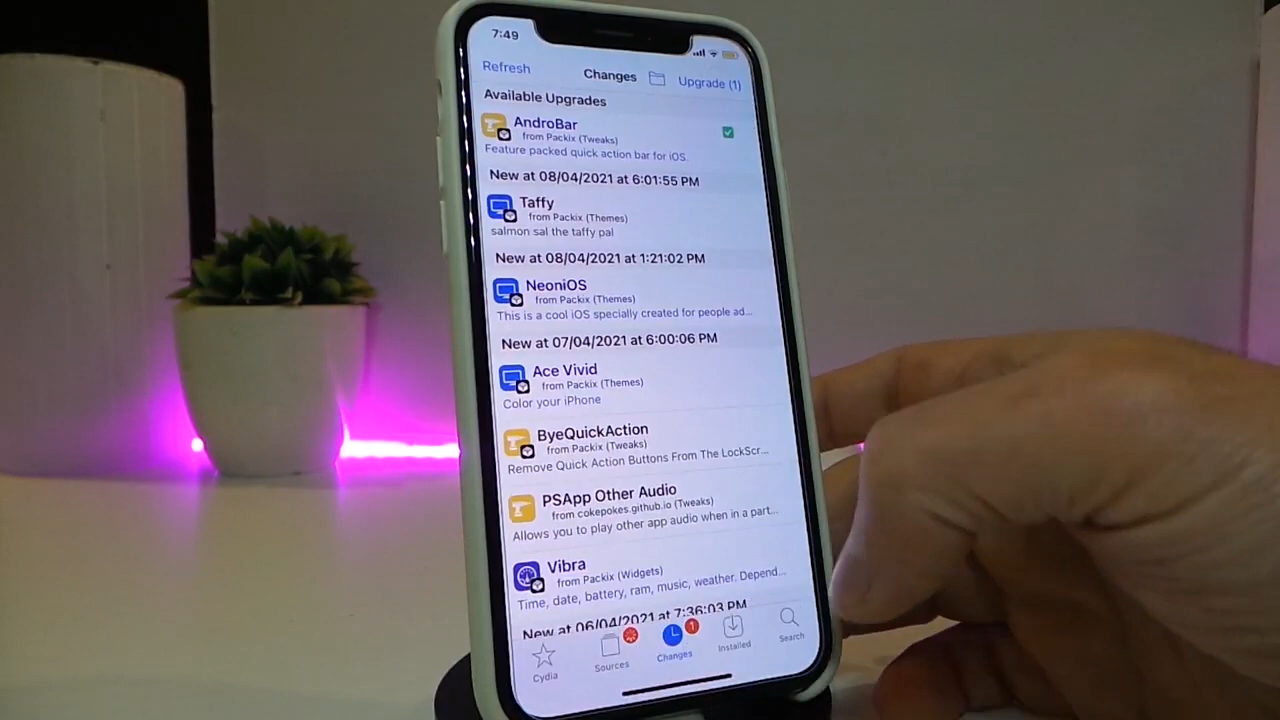 7:49
Refresh Changes Upgrade (1)
Available Upgrades
AndroBar
from Packix (Tweaks)
Feature packed quick action bar for iOS.
New at 08/04/2021 at 6:01:55 PM
Taffy
from Packix (Themes)
salmon sal the taffy pal
New at 08/04/2021 at 1:21:02 PM
NeoniOS
from Packix (Themes)
This is a cool iOS specially created for people ad...
New at 07/04/2021 at 6:00:06 PM
Ace Vivid
from Packix (Themes)
Color your iPhone
ByeQuickAction
from Packix (Tweaks)
Remove Quick Action Buttons From The LockScr...
PSApp Other Audio
from cokepokes.github.io (Tweaks)
Allows you to play other app audio when in a part...
Vibra
from Packix (Widgets)
Time, date, battery, ram, music, weather. Depend...
New at 06/04/2021 at 7:36:03 PM
1
Cydia Sources Changes Installed Search